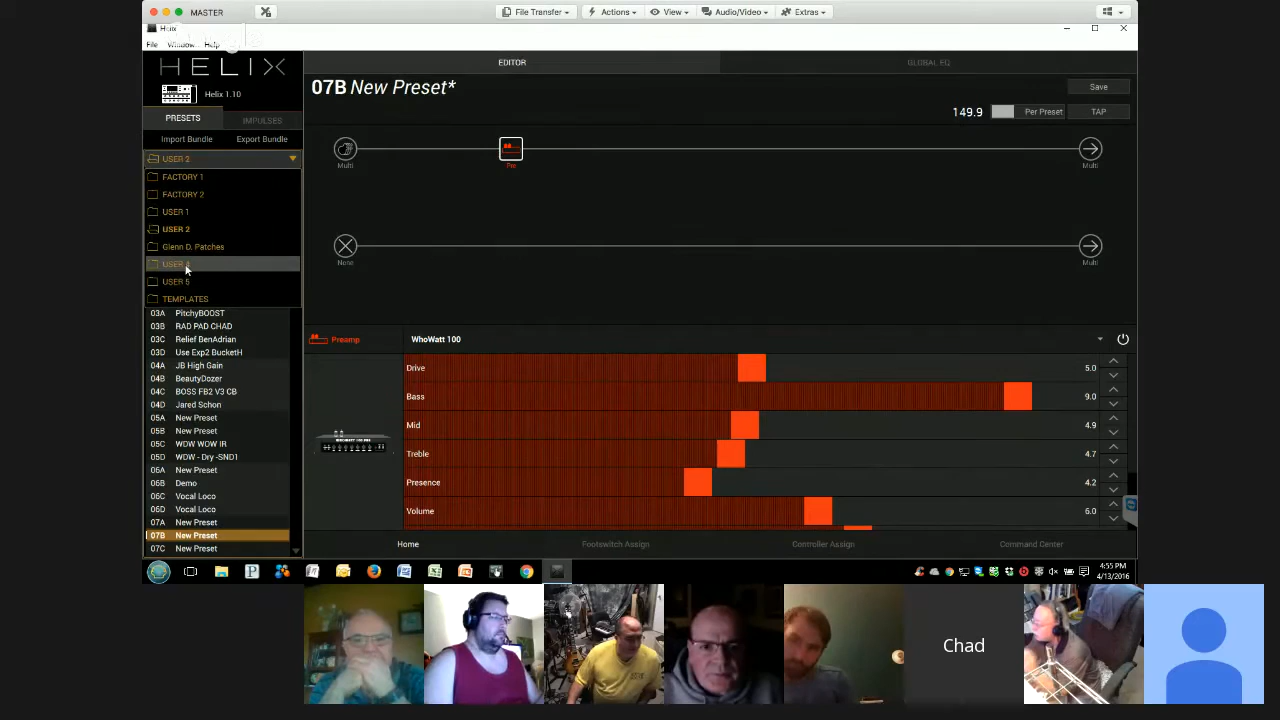 MASTER
File Transfer
Actions
View
Audio/Video
Extras
Helix
File Window Help
HELIX
Helix 1.10
PRESETS
IMPULSES
Import Bundle
Export Bundle
USER 2
FACTORY 1
FACTORY 2
USER 1
USER 2
Glenn D. Patches
USER 4
USER 5
TEMPLATES
03A PitchyBOOST
03B RAD PAD CHAD
03C Relief BenAdrian
03D Use Exp2 BucketH
04A JB High Gain
04B BeautyDozer
04C BOSS FB2 V3 CB
04D Jared Schon
05A New Preset
05B New Preset
05C WDW WOW IR
05D WDW - Dry -SND1
06A New Preset
06B Demo
06C Vocal Loco
06D Vocal Loco
07A New Preset
07B New Preset
07C New Preset
EDITOR
GLOBAL EQ
07B New Preset*
Save
149.9
Per Preset
TAP
Multi
Pre
Multi
None
Multi
Preamp
WhoWatt 100
Drive 5.0
Bass 9.0
Mid 4.9
Treble 4.7
Presence 4.2
Volume 6.0
Home
Footswitch Assign
Controller Assign
Command Center
4:55 PM
4/13/2016
Chad